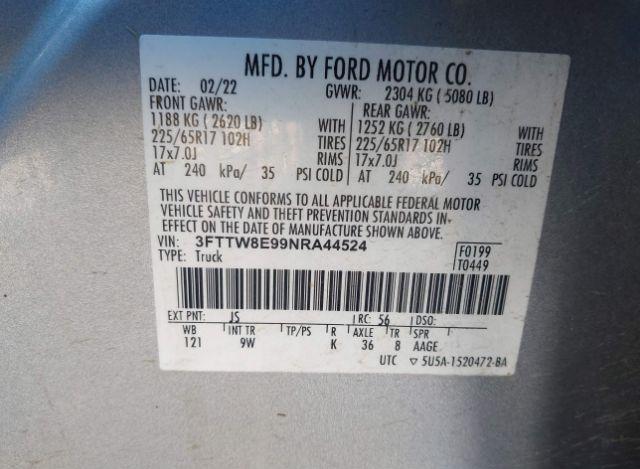 MFD. BY FORD MOTOR CO.
DATE: 02/22 GVWR: 2304 KG ( 5080 LB)
FRONT GAWR: REAR GAWR:
1188 KG ( 2620 LB) WITH 1252 KG ( 2760 LB) WITH
225/65R17 102H TIRES 225/65R17 102H TIRES
17x7.0J RIMS 17x7.0J RIMS
AT 240 kPa/ 35 PSI COLD AT 240 kPa/ 35 PSI COLD
THIS VEHICLE CONFORMS TO ALL APPLICABLE FEDERAL MOTOR
VEHICLE SAFETY AND THEFT PREVENTION STANDARDS IN
EFFECT ON THE DATE OF MANUFACTURE SHOWN ABOVE.
VIN: 3FTTW8E99NRA44524 F0199
TYPE: Truck T0449
EXT PNT: JS RC: 56 DSO:
WB INT TR TP/PS R AXLE TR SPR
121 9W K 36 8 AAGE
UTC ▽ 5U5A-1520472-BA